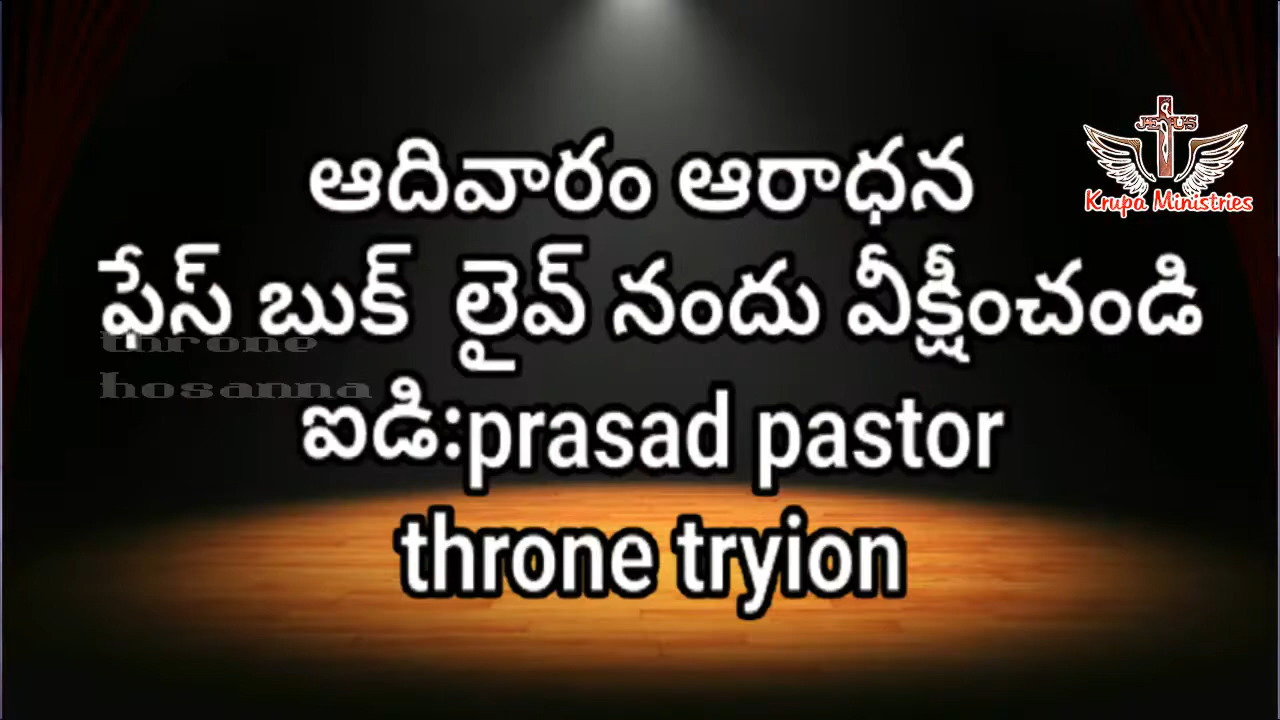 JESUS
Krupa Ministries
ఆదివారం ఆరాధన
ఫేస్ బుక్ లైవ్ నందు వీక్షించండి
throne
hosanna
ఐడి:prasad pastor
throne tryion